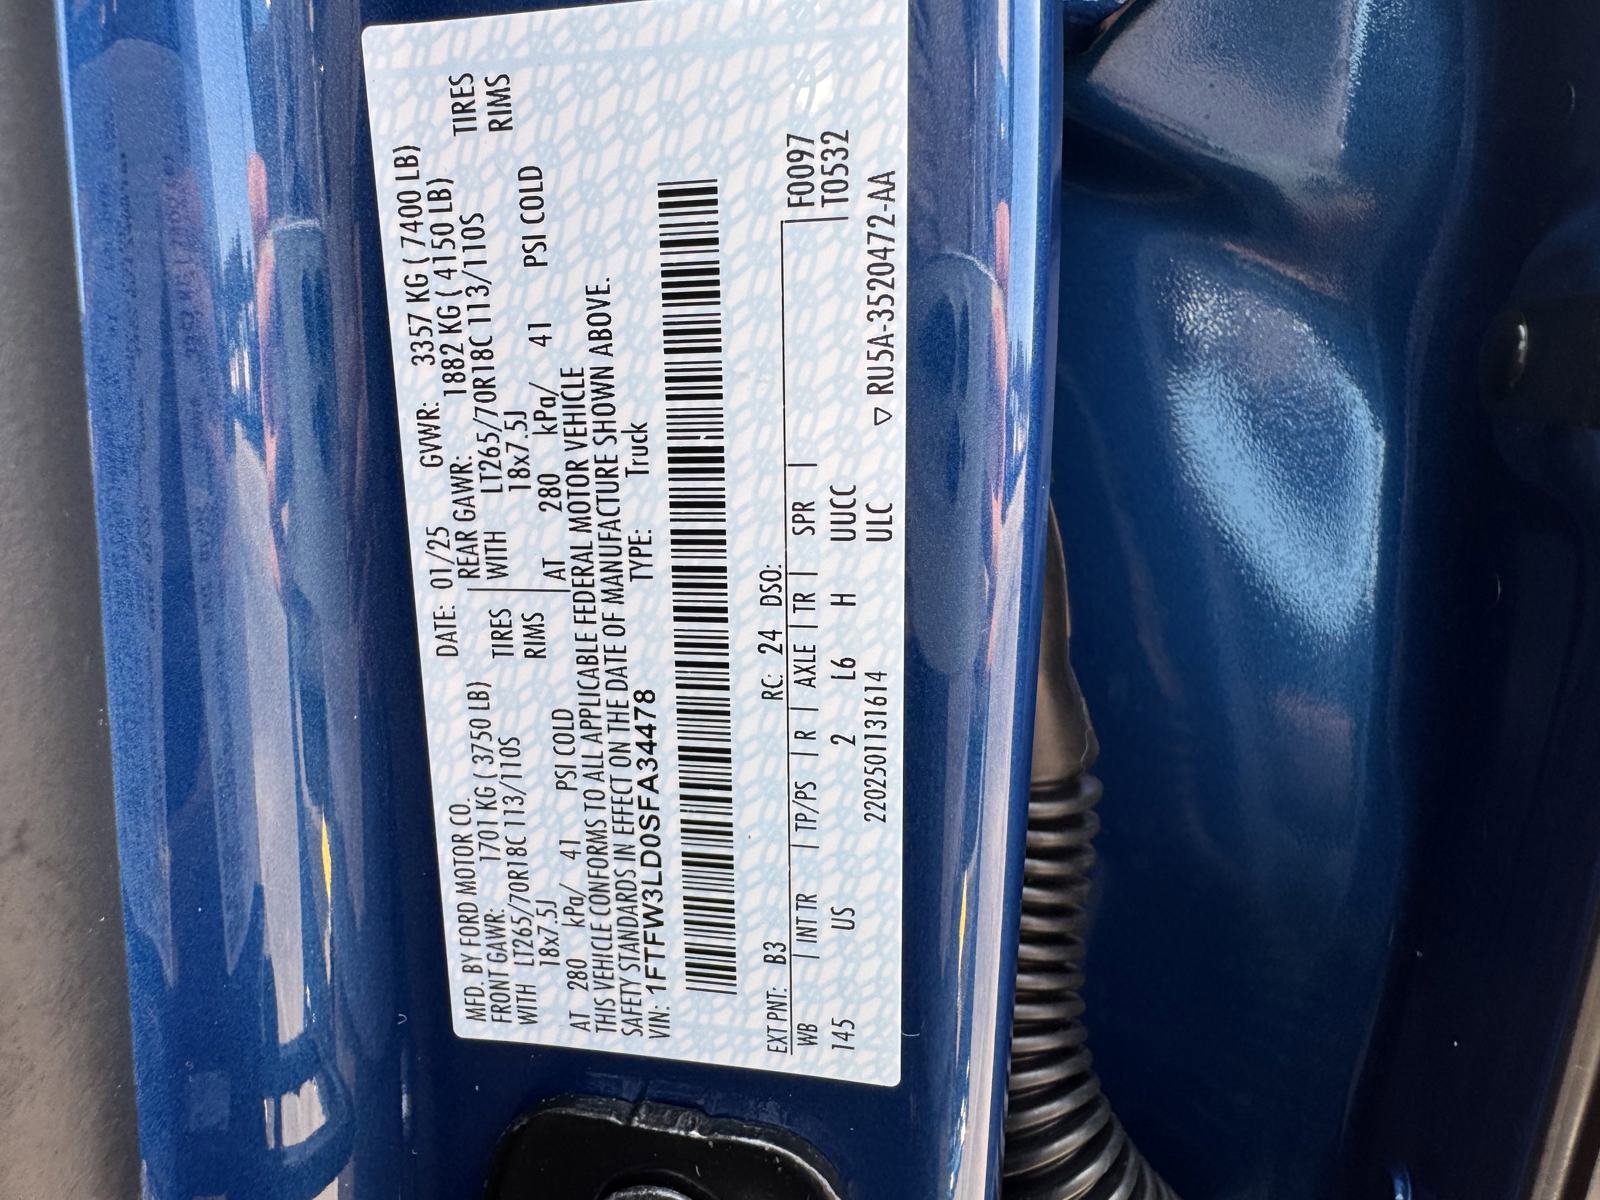 MFD. BY FORD MOTOR CO. DATE: 01/25 GVWR: 3357 KG ( 7400 LB)
FRONT GAWR: 1701 KG ( 3750 LB) REAR GAWR: 1882 KG ( 4150 LB)
WITH LT265/70R18C 113/110S TIRES WITH LT265/70R18C 113/110S TIRES
18x7.5J RIMS 18x7.5J RIMS
AT 280 kPa/ 41 PSI COLD AT 280 kPa/ 41 PSI COLD
THIS VEHICLE CONFORMS TO ALL APPLICABLE FEDERAL MOTOR VEHICLE
SAFETY STANDARDS IN EFFECT ON THE DATE OF MANUFACTURE SHOWN ABOVE.
VIN: 1FTFW3LD0SFA34478 TYPE: Truck
EXT PNT: B3 RC: 24 DSO: F0097
WB | INT TR | TP/PS | R | AXLE | TR | SPR | T0532
145 US 2 L6 H UUCC
220250113161​4 ULC ▽ RU5A-3520472-AA